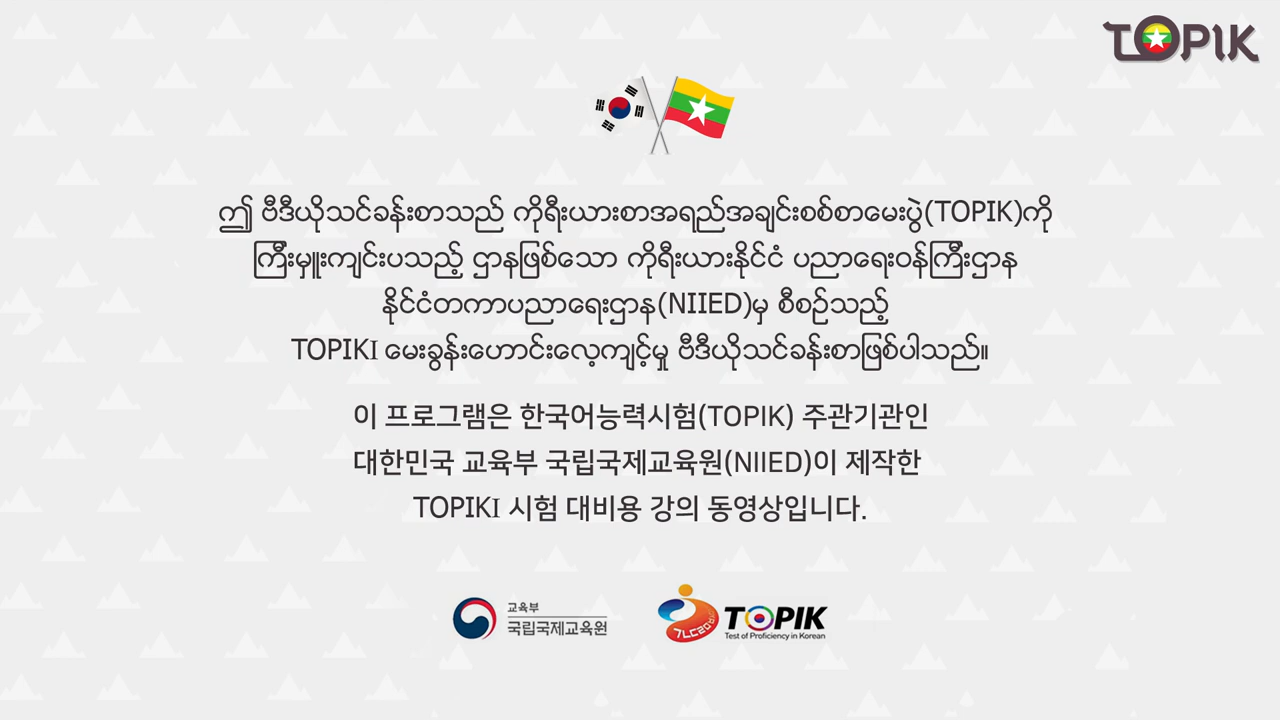 TOPIK
ဤ ဗီဒီယိုသင်ခန်းစာသည် ကိုရီးယားစာအရည်အချင်းစစ်စာမေးပွဲ(TOPIK)ကို
ကြီးမှူးကျင်းပသည့် ဌာနဖြစ်သော ကိုရီးယားနိုင်ငံ ပညာရေးဝန်ကြီးဌာန
နိုင်ငံတကာပညာရေးဌာန(NIIED)မှ စီစဉ်သည့်
TOPIKI မေးခွန်းဟောင်းလေ့ကျင့်မှု ဗီဒီယိုသင်ခန်းစာဖြစ်ပါသည်။
이 프로그램은 한국어능력시험(TOPIK) 주관기관인
대한민국 교육부 국립국제교육원(NIIED)이 제작한
TOPIKI 시험 대비용 강의 동영상입니다.
교육부
국립국제교육원
TOPIK
Test of Proficiency in Korean